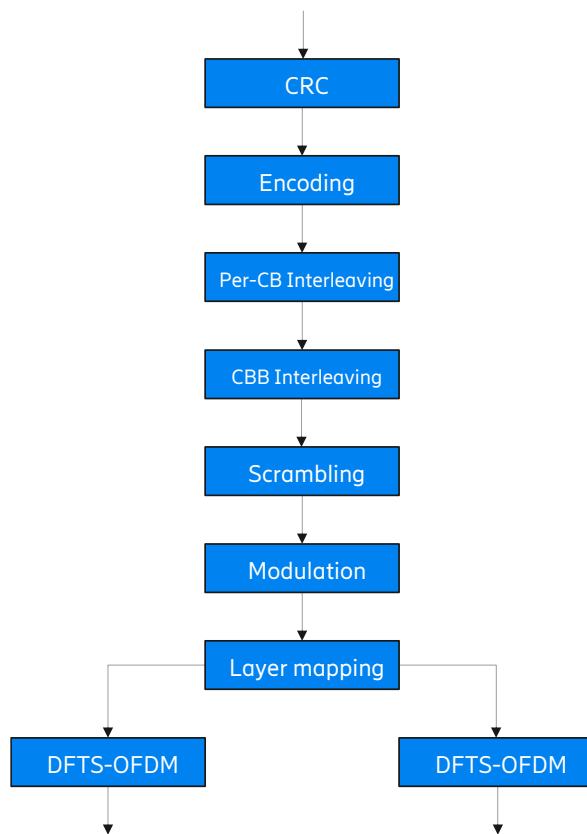 CRC
Encoding
Per-CB Interleaving
CBB Interleaving
Scrambling
Modulation
Layer mapping
DFTS-OFDM
DFTS-OFDM